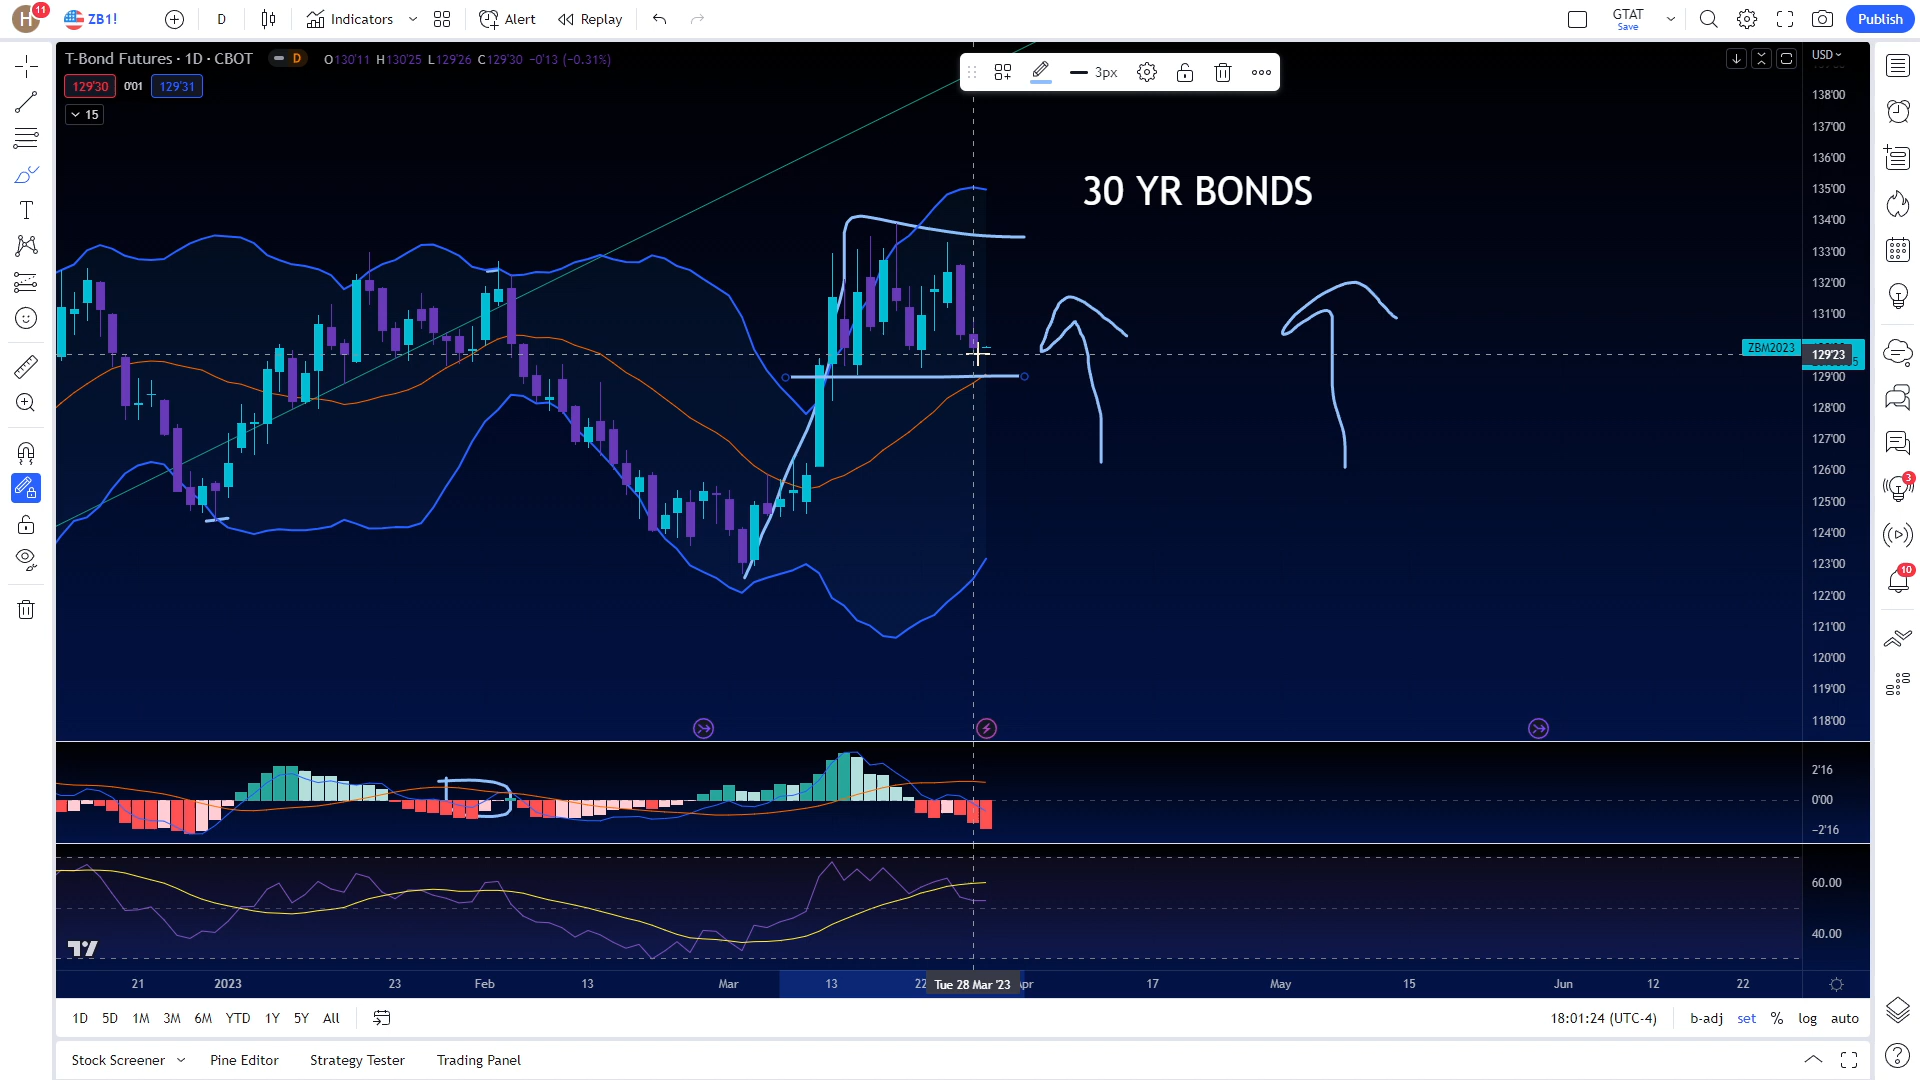 H 11 ZB1! D Indicators Alert Replay GTAT Save Publish
T-Bond Futures · 1D · CBOT D O130'11 H130'25 L129'26 C129'30 −0'13 (−0.31%)
129'30 0'01 129'31
15
3px
USD
138'00
137'00
136'00
135'00
134'00
133'00
132'00
131'00
129'00
128'00
127'00
126'00
125'00
124'00
123'00
122'00
121'00
120'00
119'00
118'00
30 YR BONDS
ZBM2023 129'23
2'16
0'00
−2'16
60.00
40.00
21 2023 23 Feb 13 Mar 13 Tue 28 Mar '23 17 May 15 Jun 12 22
1D 5D 1M 3M 6M YTD 1Y 5Y All 18:01:24 (UTC-4) b-adj set % log auto
Stock Screener Pine Editor Strategy Tester Trading Panel
3
10